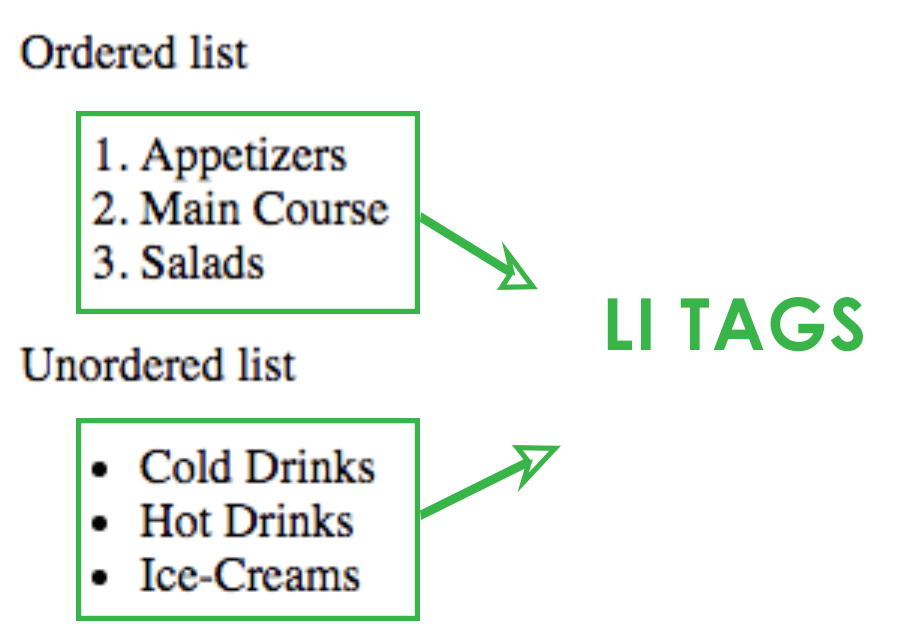 Ordered list
1. Appetizers
2. Main Course
3. Salads
LI TAGS
Unordered list
• Cold Drinks
• Hot Drinks
• Ice-Creams